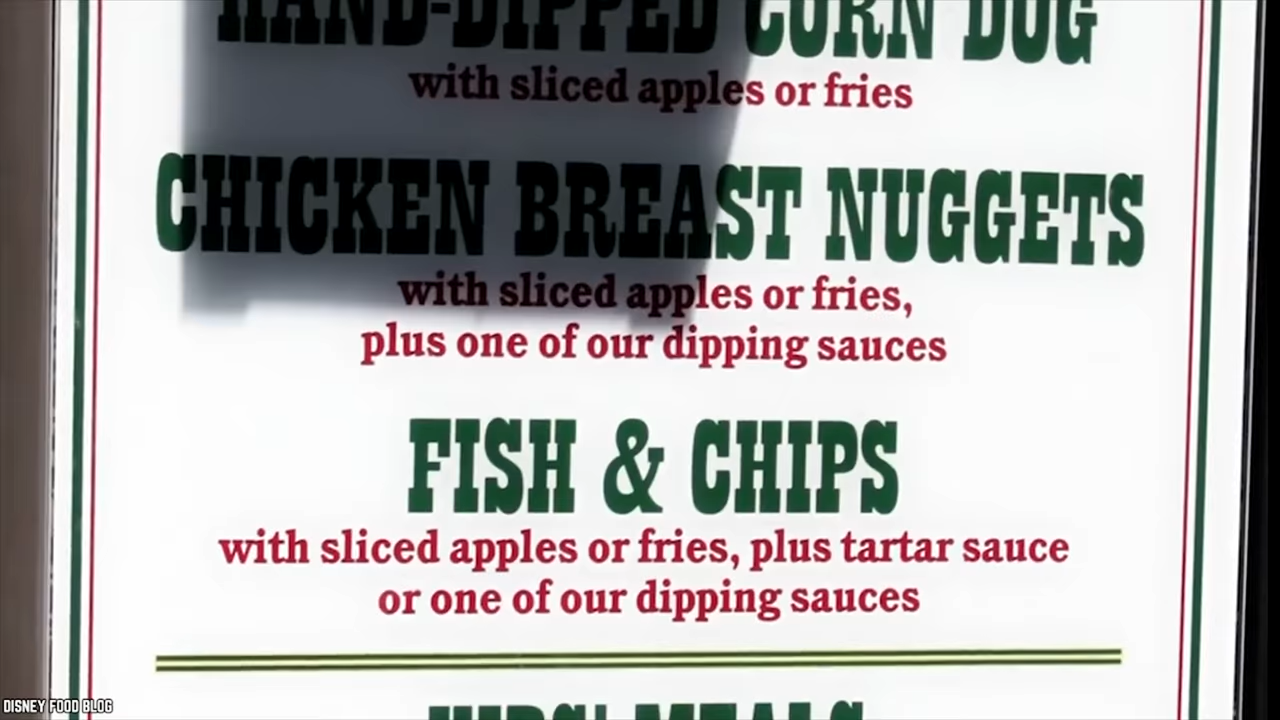 HAND-DIPPED CORN DOG
with sliced apples or fries
CHICKEN BREAST NUGGETS
with sliced apples or fries,
plus one of our dipping sauces
FISH & CHIPS
with sliced apples or fries, plus tartar sauce
or one of our dipping sauces
KIDS' MEALS
DISNEY FOOD BLOG